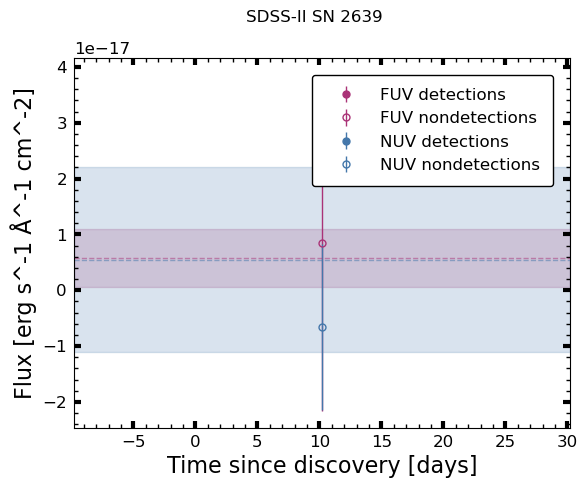 SDSS-II SN 2639
1e−17
4
3
2
1
0
−1
−2
Flux [erg s^-1 Å^-1 cm^-2]
FUV detections
FUV nondetections
NUV detections
NUV nondetections
−5 0 5 10 15 20 25 30
Time since discovery [days]